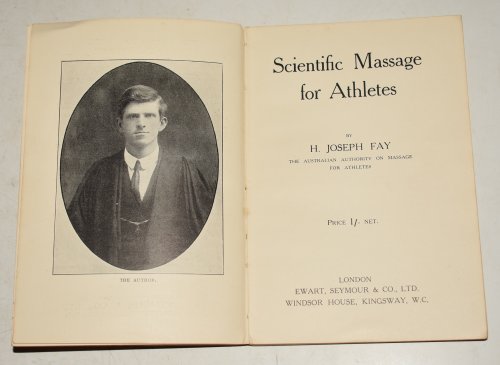 THE AUTHOR.
Scientific Massage
for Athletes
BY
H. JOSEPH FAY
THE AUSTRALIAN AUTHORITY ON MASSAGE
FOR ATHLETES
PRICE 1/- NET.
LONDON
EWART, SEYMOUR & CO., LTD.
WINDSOR HOUSE, KINGSWAY, W.C.